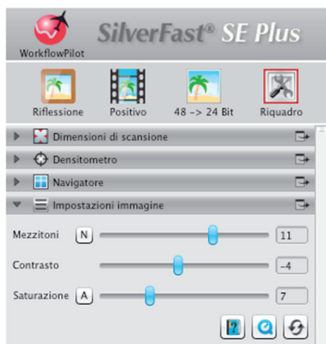 SilverFast® SE Plus
WorkflowPilot
Riflessione Positivo 48 -> 24 Bit Riquadro
Dimensioni di scansione
Densitometro
Navigatore
Impostazioni immagine
Mezzitoni N 11
Contrasto -4
Saturazione A 7